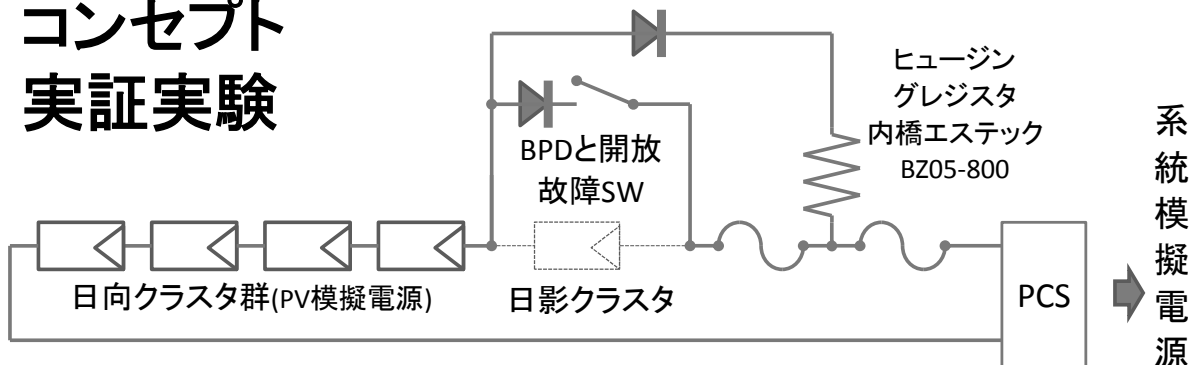 コンセプト
実証実験
ヒュージン
グレジスタ
内橋エステック
BZ05-800
BPDと開放
故障SW
日向クラスタ群(PV模擬電源)
日影クラスタ
PCS
系統模擬電源